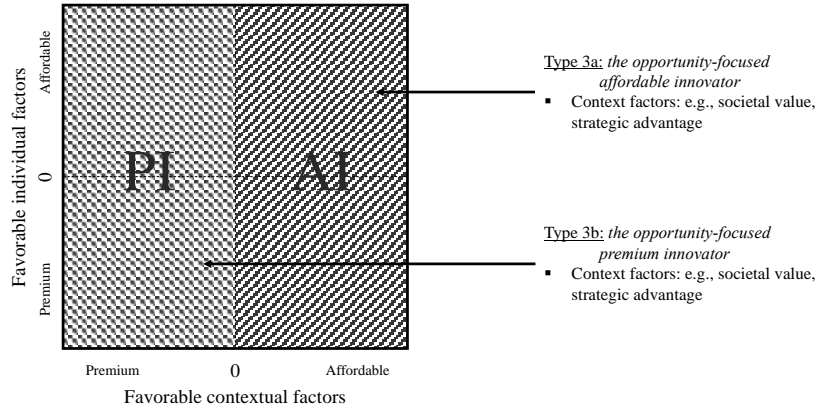 Favorable individual factors
Affordable
0
Premium
PI
AI
Type 3a: the opportunity-focused
affordable innovator
▪ Context factors: e.g., societal value,
strategic advantage
Type 3b: the opportunity-focused
premium innovator
▪ Context factors: e.g., societal value,
strategic advantage
Premium 0 Affordable
Favorable contextual factors